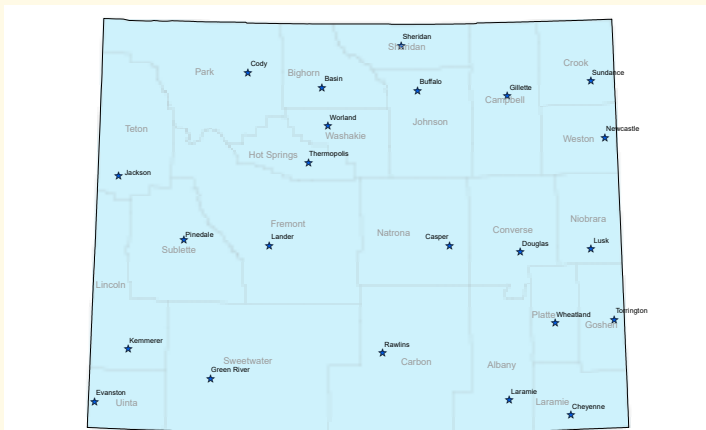 Sheridan
Sheridan
Cody
Park
Bighorn
Basin
Buffalo
Crook
Sundance
Gillette
Campbell
Worland
Washakie
Johnson
Teton
Newcastle
Weston
Hot Springs
Thermopolis
Jackson
Niobrara
Fremont
Natrona
Converse
Pinedale
Sublette
Lander
Casper
Douglas
Lusk
Lincoln
Platte
Wheatland
Torrington
Goshen
Kemmerer
Rawlins
Sweetwater
Carbon
Albany
Green River
Evanston
Uinta
Laramie
Laramie
Cheyenne